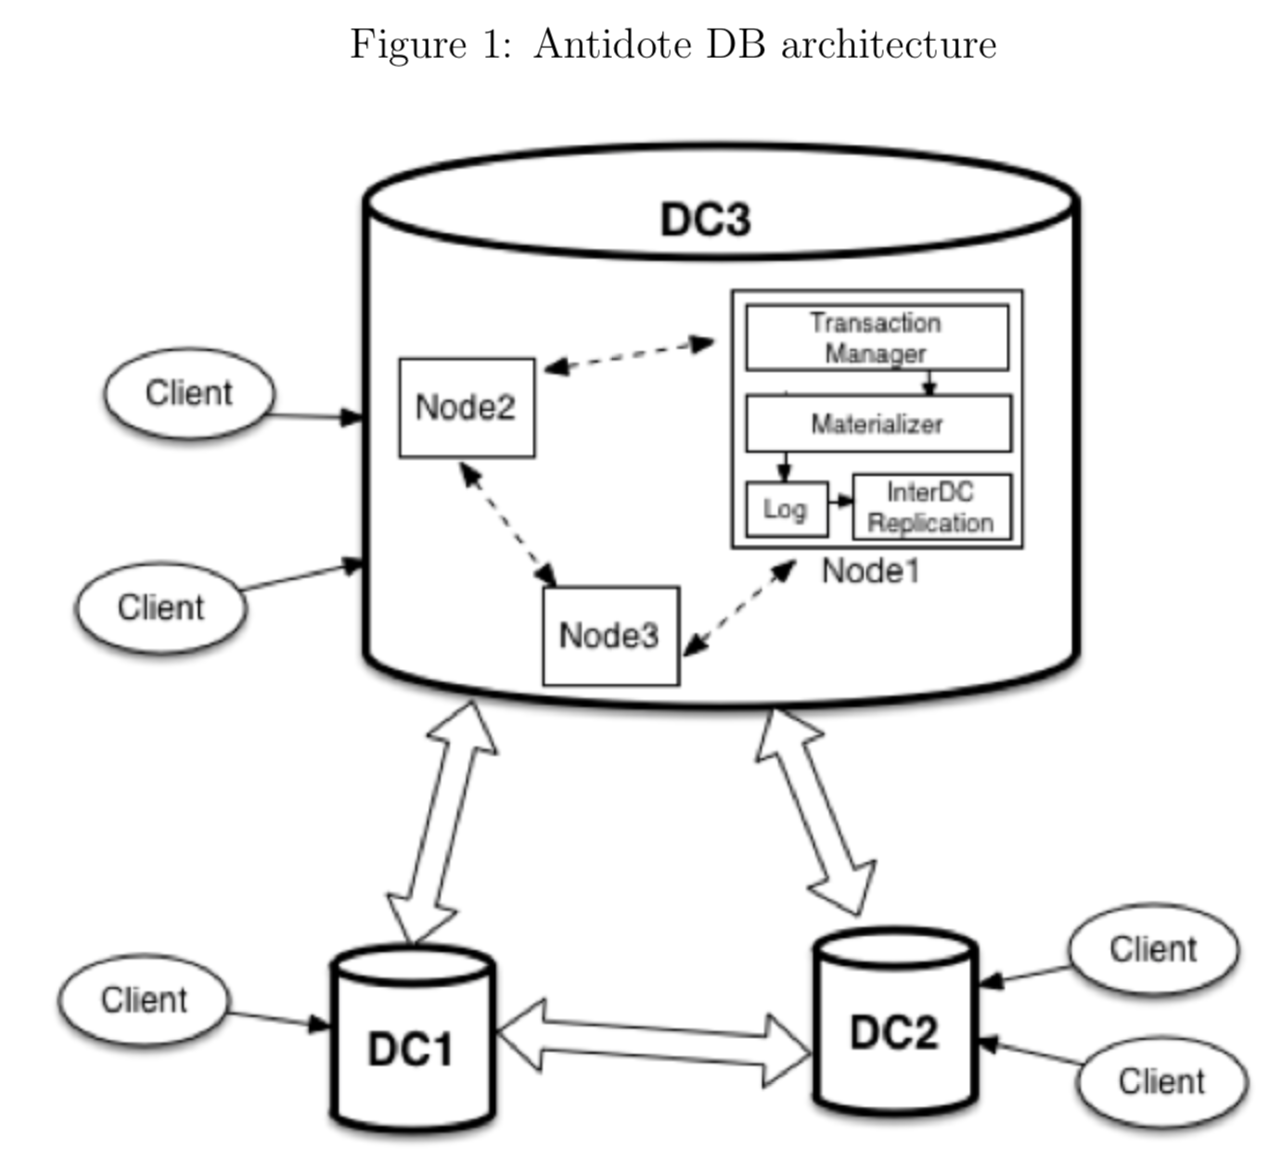 Figure 1: Antidote DB architecture
DC3
Transaction
Manager
Client
Node2
Materializer
Log
InterDC
Replication
Node1
Client
Node3
Client
DC1
DC2
Client
Client